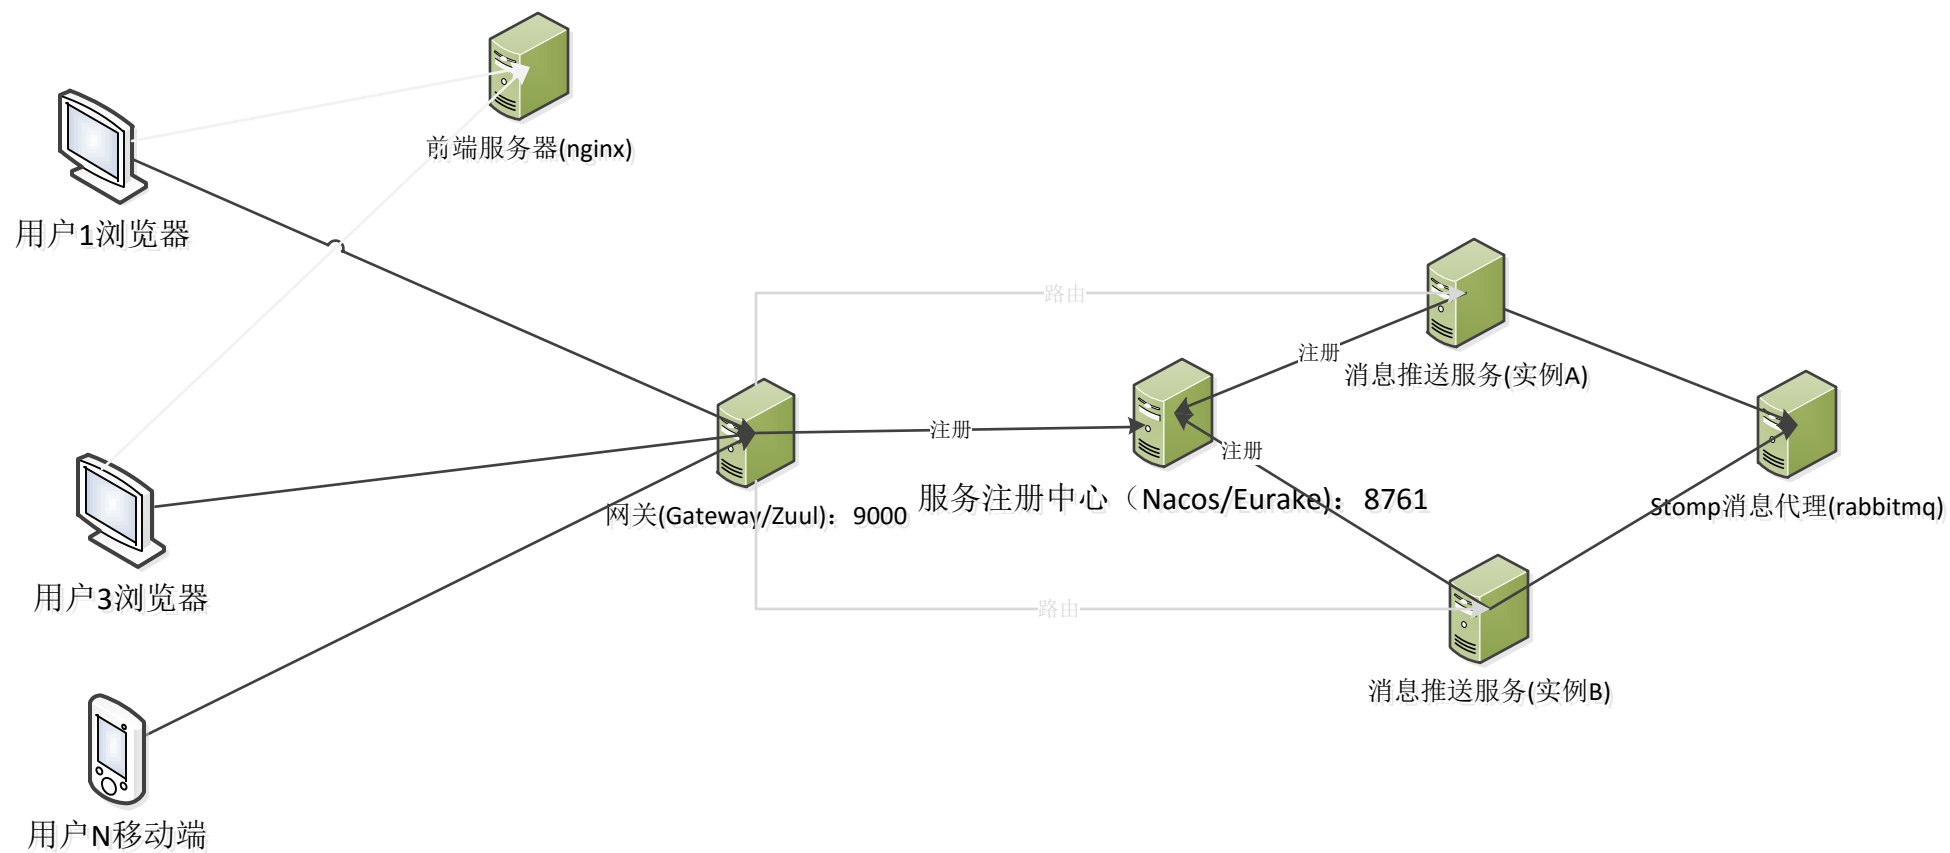 前端服务器(nginx)
用户1浏览器
路由
注册
消息推送服务(实例A)
注册
注册
服务注册中心（Nacos/Eurake)：8761
网关(Gateway/Zuul)：9000
Stomp消息代理(rabbitmq)
用户3浏览器
路由
消息推送服务(实例B)
用户N移动端